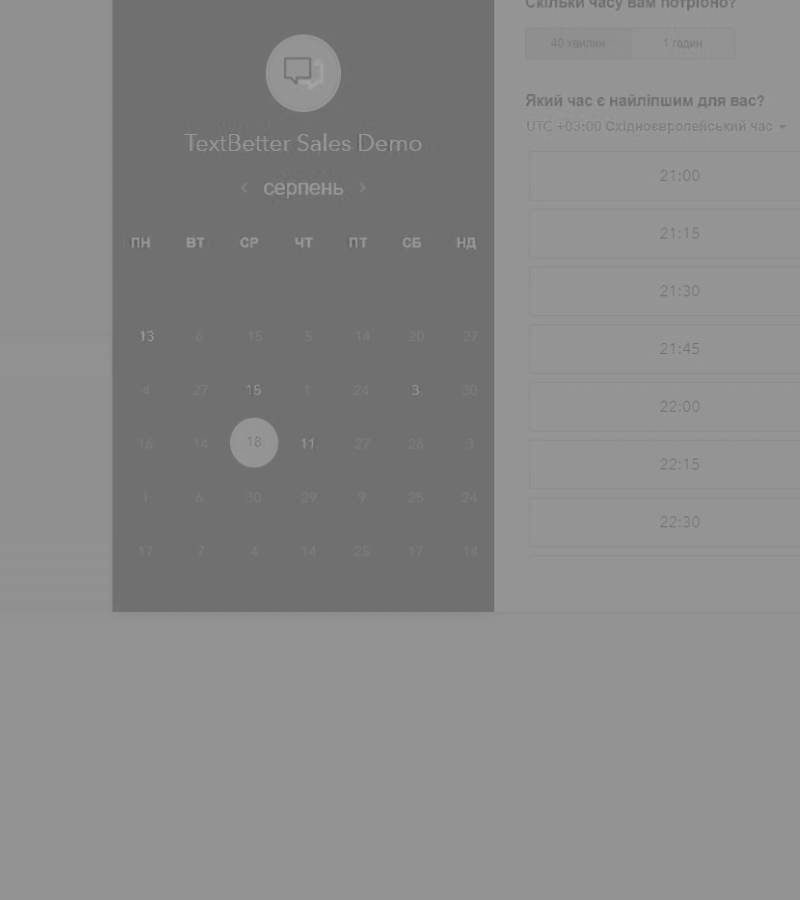 Скільки часу вам потрібно?
40 хвилин 1 годин
TextBetter Sales Demo
серпень
ПН ВТ СР ЧТ ПТ СБ НД
13 6 15 5 14 20 27
4 27 15 1 24 3 30
16 14 18 11 27 26 3
1 6 30 29 9 25 24
17 7 4 14 25 17 14
Який час є найліпшим для вас?
UTC +03:00 Східноєвропейський час
21:00
21:15
21:30
21:45
22:00
22:15
22:30